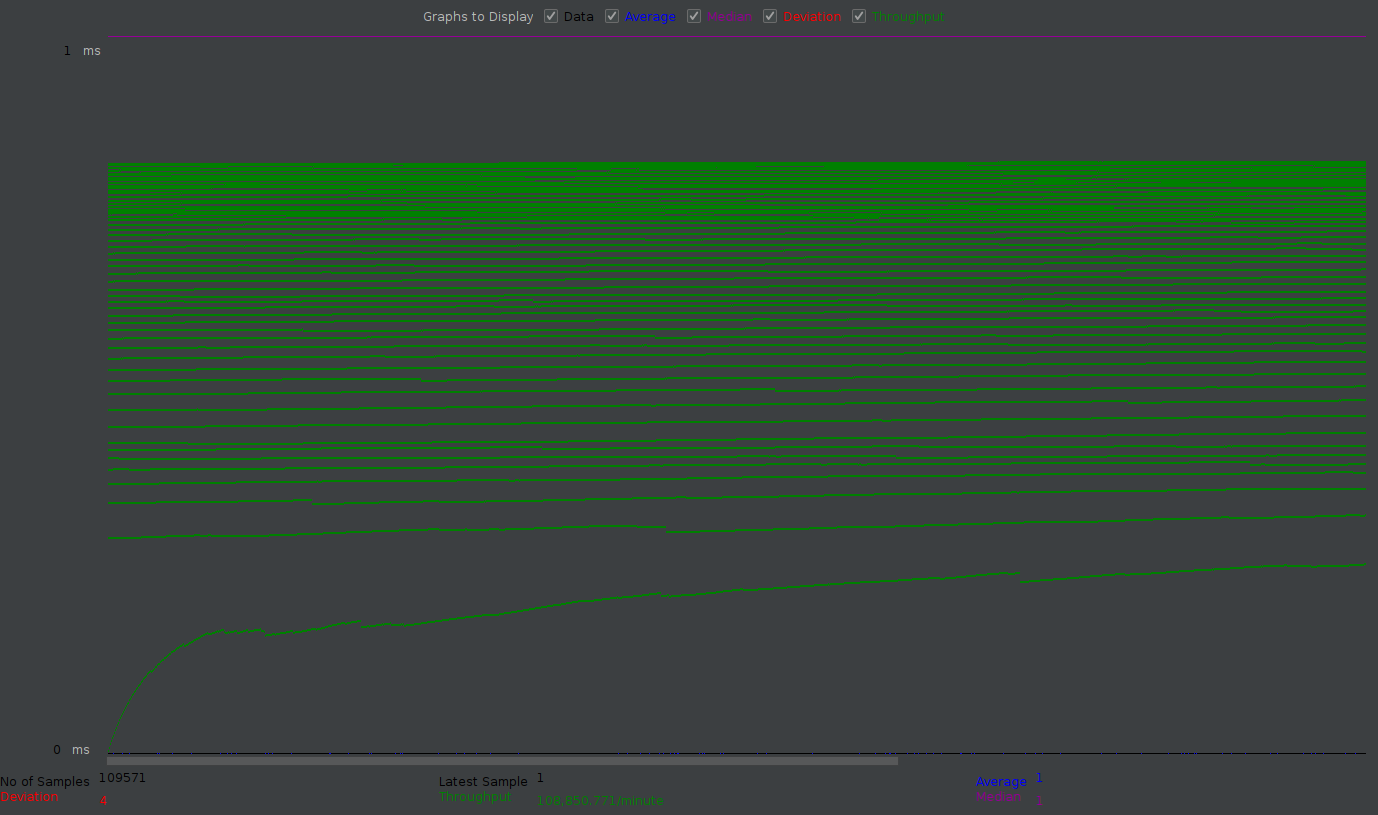 Graphs to Display Data Average Median Deviation Throughput
1 ms
0 ms
No of Samples 109571 Latest Sample 1 Average 1
Deviation 4 Throughput 108,850.771/minute Median 1